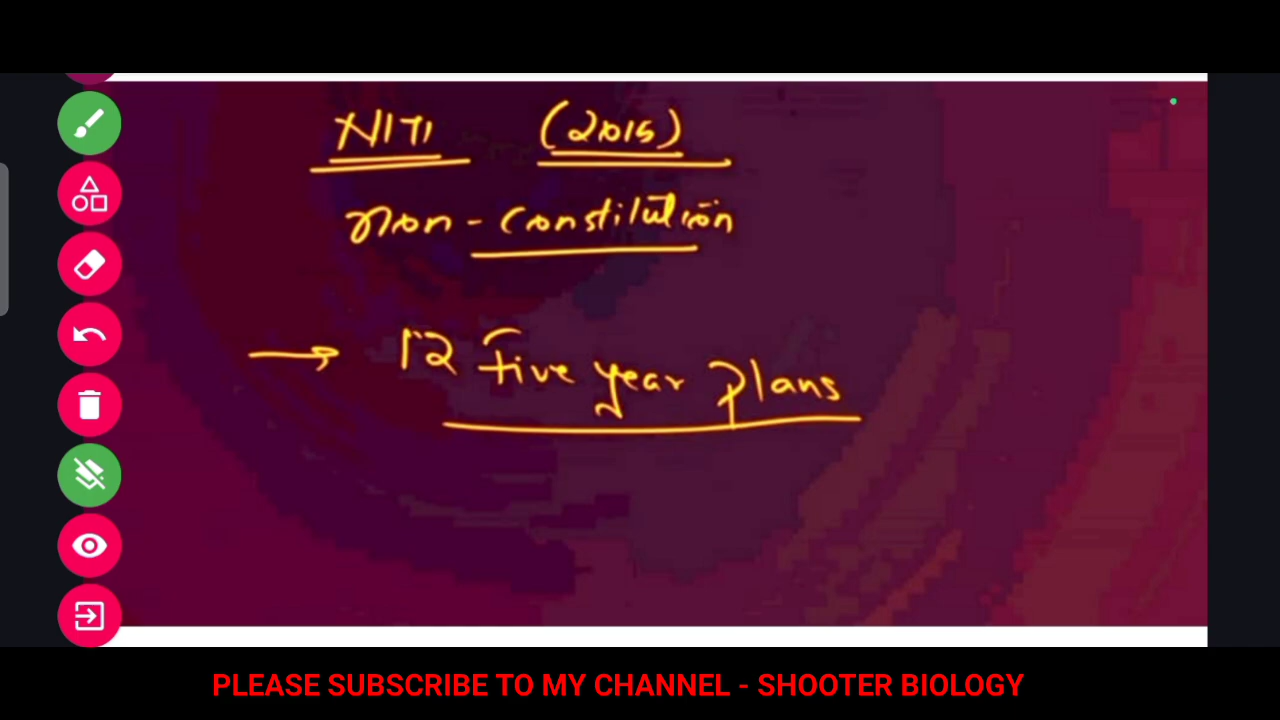 NITI (2015)
non-constitution
→ 12 Five year plans
PLEASE SUBSCRIBE TO MY CHANNEL - SHOOTER BIOLOGY